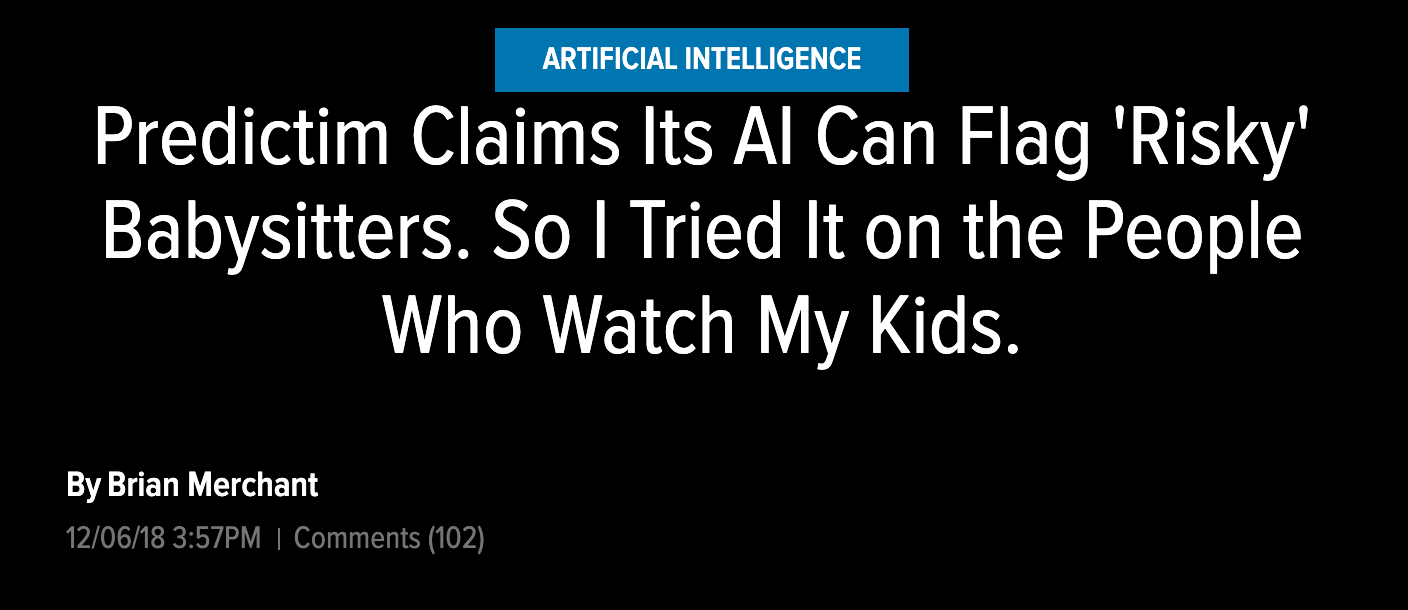 ARTIFICIAL INTELLIGENCE
Predictim Claims Its AI Can Flag 'Risky'
Babysitters. So I Tried It on the People
Who Watch My Kids.
By Brian Merchant
12/06/18 3:57PM | Comments (102)